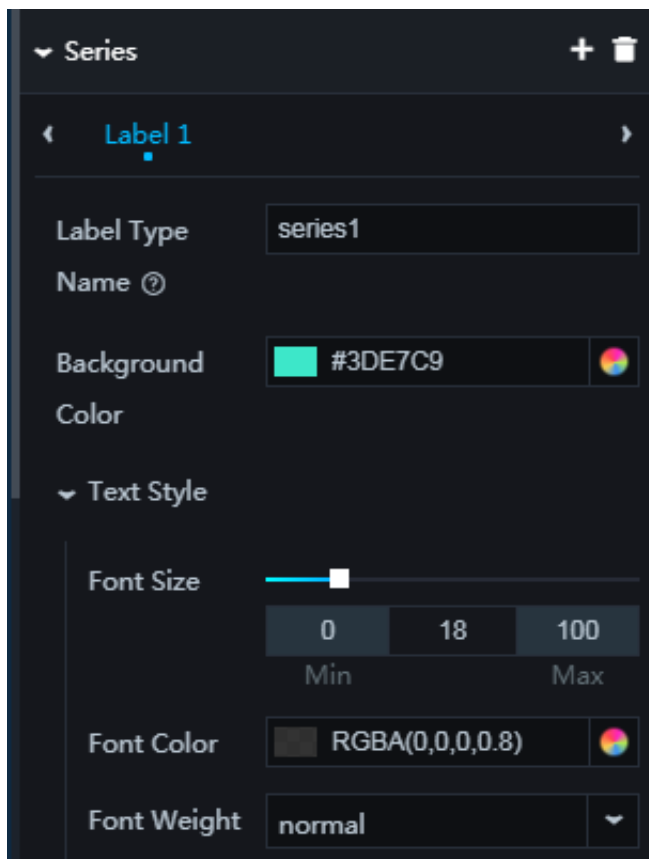 Series
Label 1
Label Type series1
Name
Background #3DE7C9
Color
Text Style
Font Size
0 18 100
Min Max
Font Color RGBA(0,0,0,0.8)
Font Weight normal